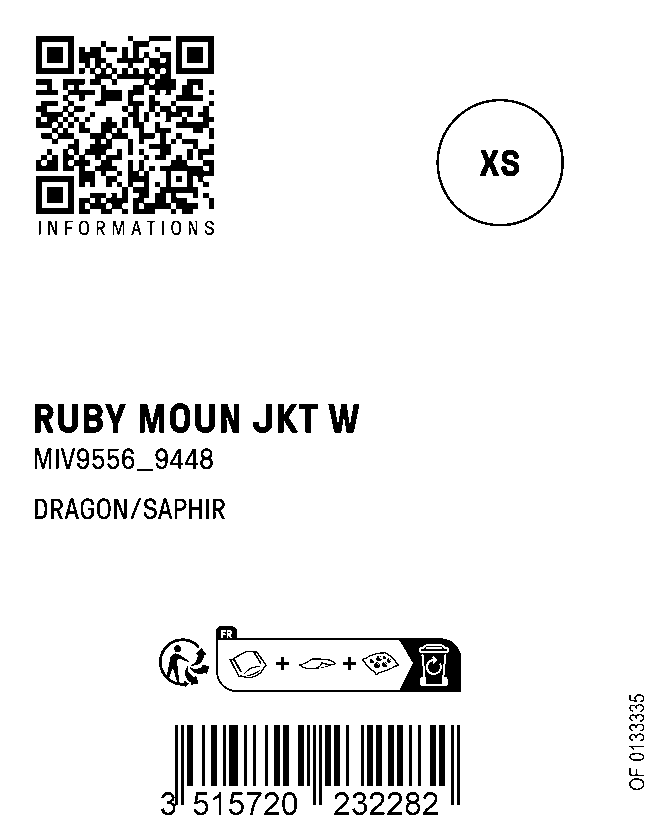 INFORMATIONS
XS
RUBY MOUN JKT W
MIV9556_9448
DRAGON/SAPHIR
FR
3 515720 232282
OF 0133335